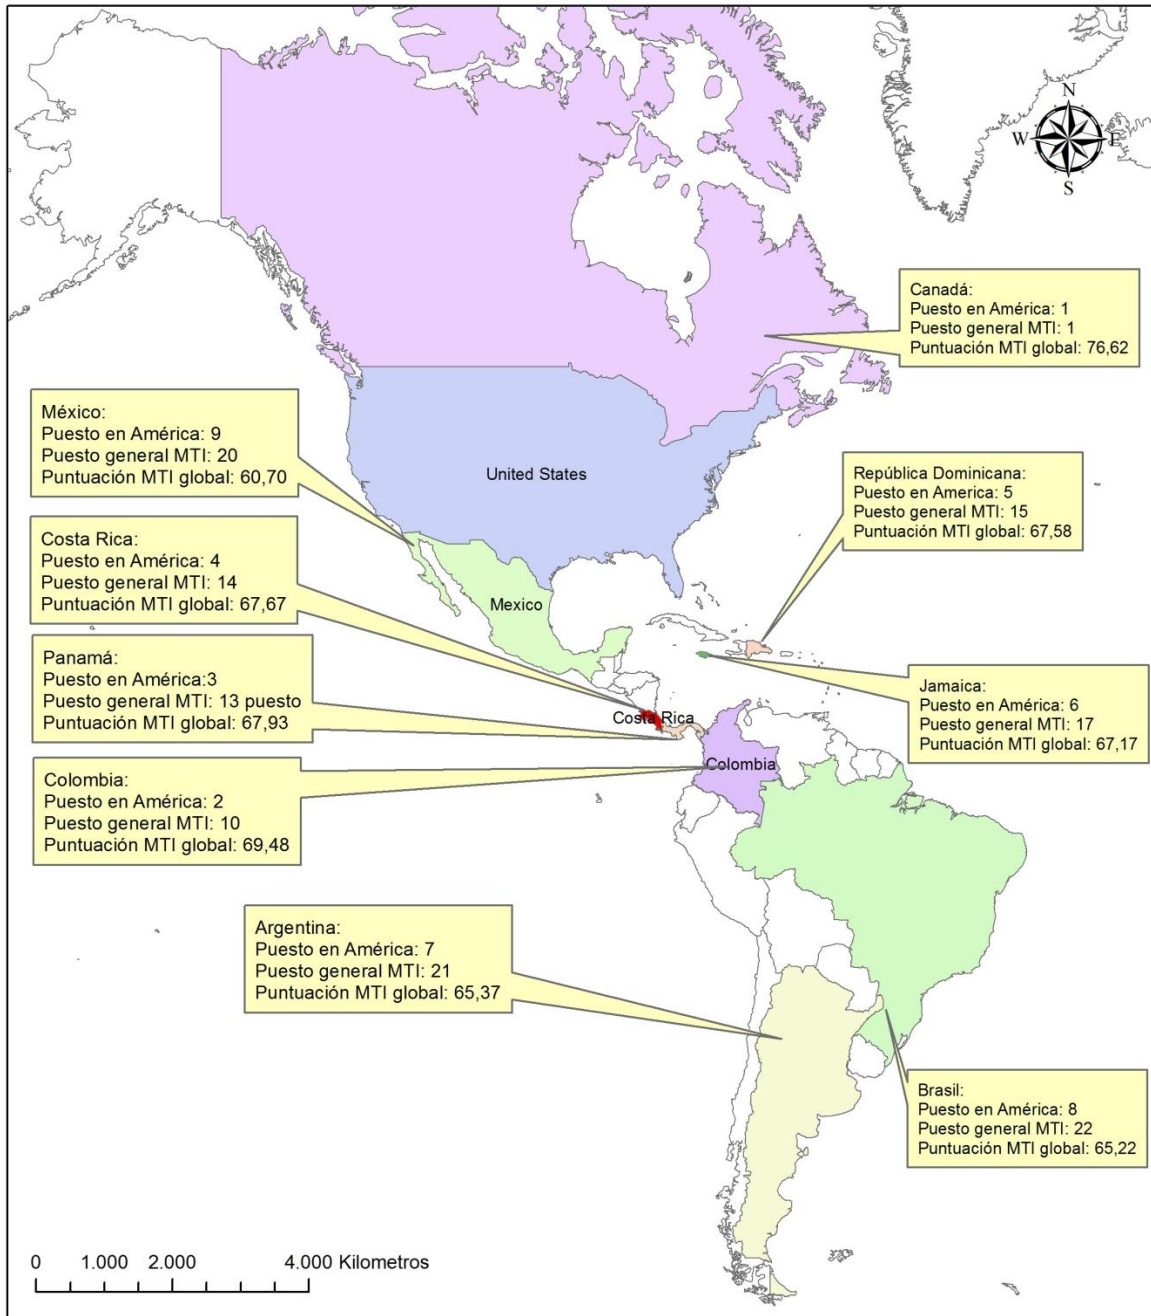 N
W
E
S
Canadá:
Puesto en América: 1
Puesto general MTI: 1
Puntuación MTI global: 76,62
México:
Puesto en América: 9
Puesto general MTI: 20
Puntuación MTI global: 60,70
United States
República Dominicana:
Puesto en America: 5
Puesto general MTI: 15
Puntuación MTI global: 67,58
Costa Rica:
Puesto en América: 4
Puesto general MTI: 14
Puntuación MTI global: 67,67
Mexico
Panamá:
Puesto en América:3
Puesto general MTI: 13 puesto
Puntuación MTI global: 67,93
Jamaica:
Puesto en América: 6
Puesto general MTI: 17
Puntuación MTI global: 67,17
Costa Rica
Colombia
Colombia:
Puesto en América: 2
Puesto general MTI: 10
Puntuación MTI global: 69,48
Argentina:
Puesto en América: 7
Puesto general MTI: 21
Puntuación MTI global: 65,37
Brasil:
Puesto en América: 8
Puesto general MTI: 22
Puntuación MTI global: 65,22
0 1.000 2.000 4.000 Kilometros